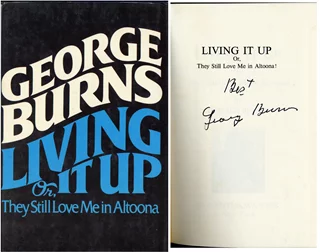 GEORGE
BURNS
LIVING
Or, IT UP
They Still Love Me in Altoona
LIVING IT UP
Or,
They Still Love Me in Altoona!
Best
George Burns